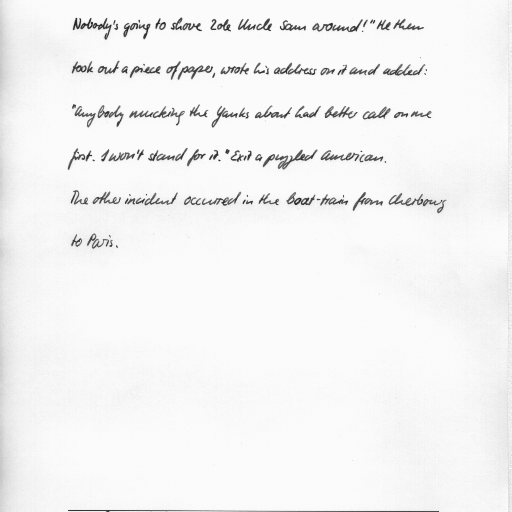 Nobody's going to shove Uncle Sam around!" He then
took out a piece of paper, wrote his address on it and added:
"Anybody mucking the Yanks about had better call on me
first. I won't stand for it." Exit a puzzled American.
The other incident occurred in the boat-train from Cherbourg
to Paris.